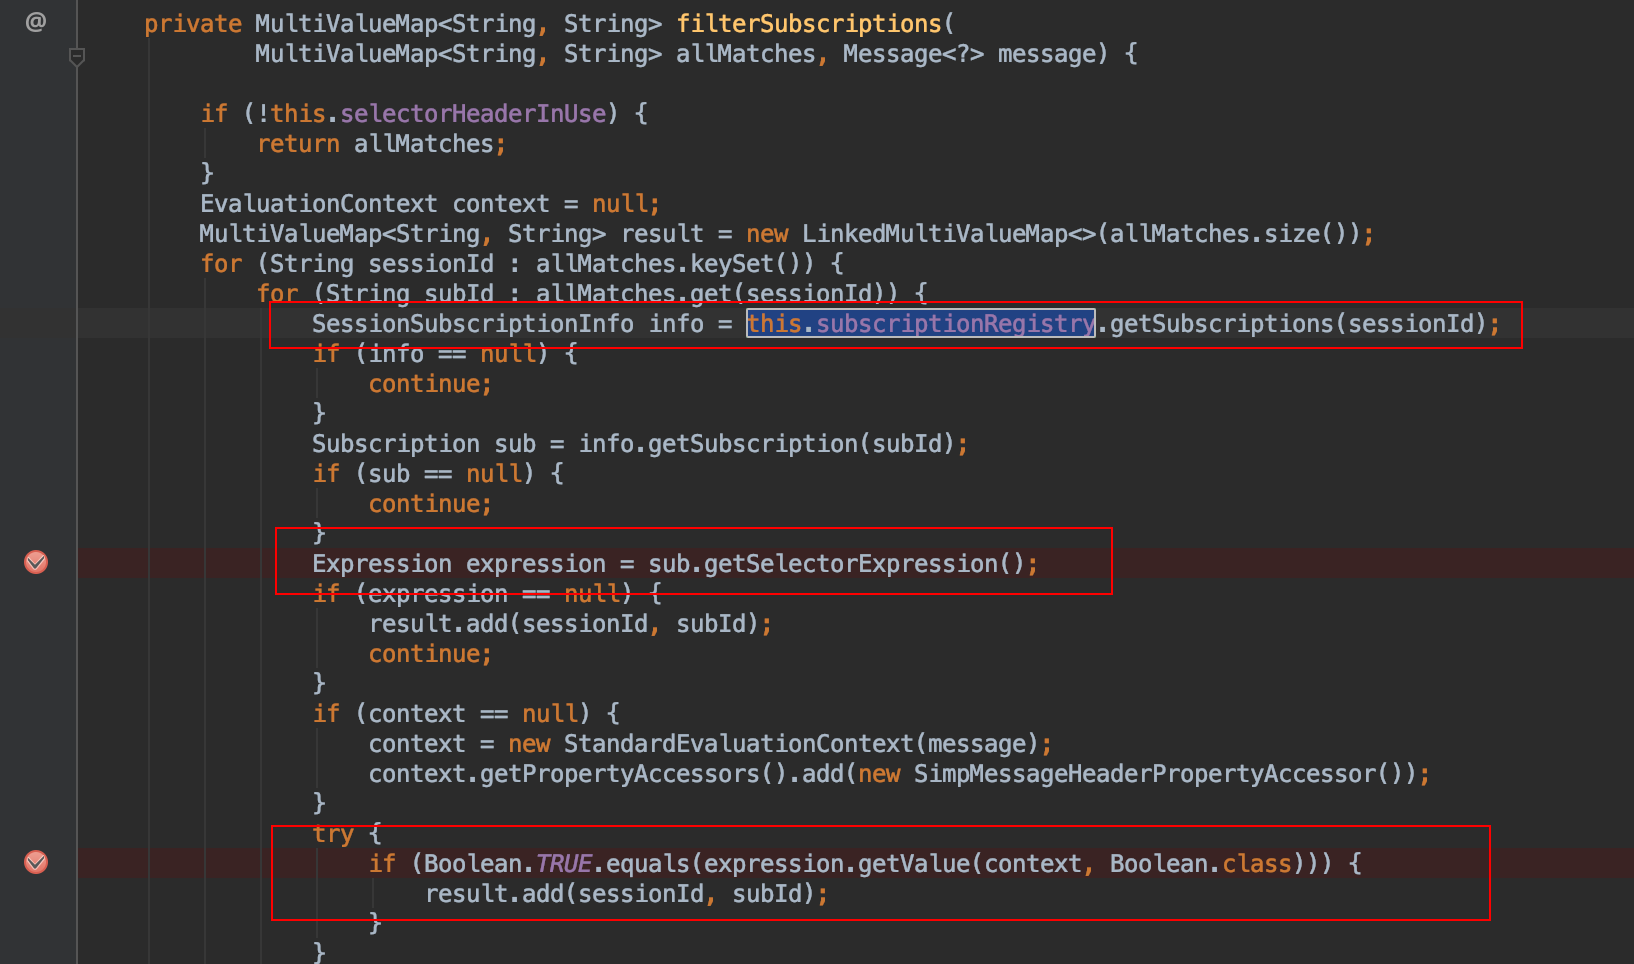 @
private MultiValueMap<String, String> filterSubscriptions(
MultiValueMap<String, String> allMatches, Message<?> message) {
if (!this.selectorHeaderInUse) {
return allMatches;
}
EvaluationContext context = null;
MultiValueMap<String, String> result = new LinkedMultiValueMap<>(allMatches.size());
for (String sessionId : allMatches.keySet()) {
for (String subId : allMatches.get(sessionId)) {
SessionSubscriptionInfo info = this.subscriptionRegistry.getSubscriptions(sessionId);
if (info == null) {
continue;
}
Subscription sub = info.getSubscription(subId);
if (sub == null) {
continue;
}
Expression expression = sub.getSelectorExpression();
if (expression == null) {
result.add(sessionId, subId);
continue;
}
if (context == null) {
context = new StandardEvaluationContext(message);
context.getPropertyAccessors().add(new SimpMessageHeaderPropertyAccessor());
}
try {
if (Boolean.TRUE.equals(expression.getValue(context, Boolean.class))) {
result.add(sessionId, subId);
}
}